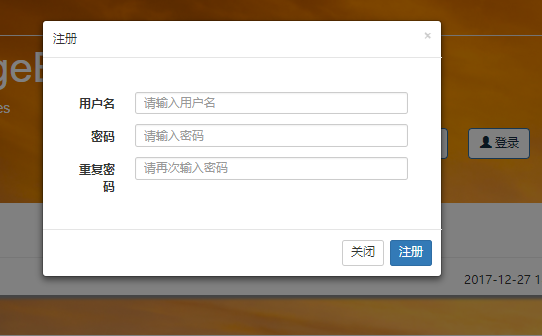 注册 ×
geB
es
用户名 请输入用户名
密码 请输入密码
重复密
码
请再次输入密码
登录
关闭 注册
2017-12-27 1